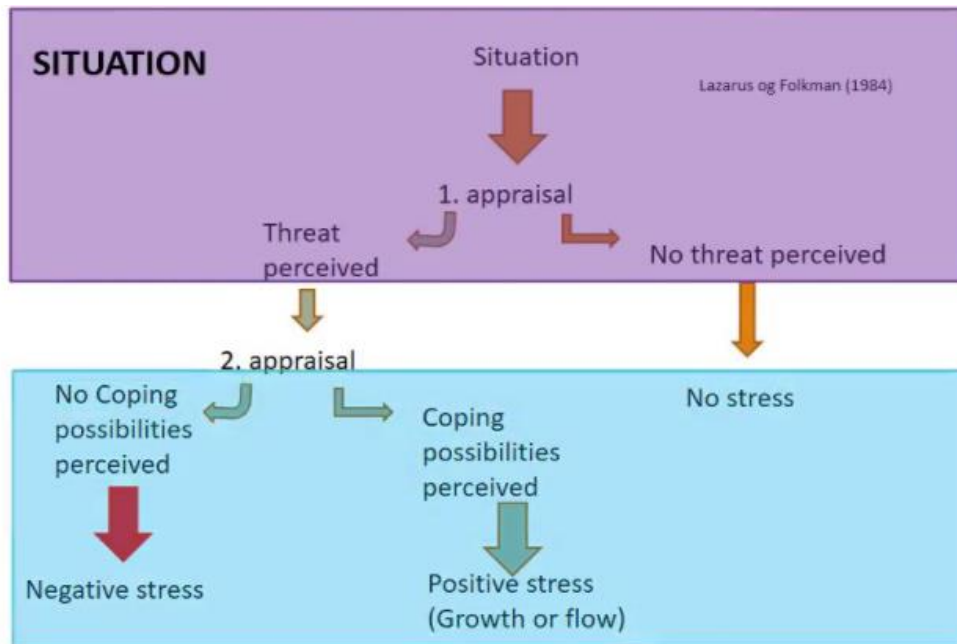 SITUATION
Situation
Lazarus og Folkman (1984)
1. appraisal
Threat
perceived
No threat perceived
2. appraisal
No Coping
possibilities
perceived
Coping
possibilities
perceived
No stress
Negative stress
Positive stress
(Growth or flow)